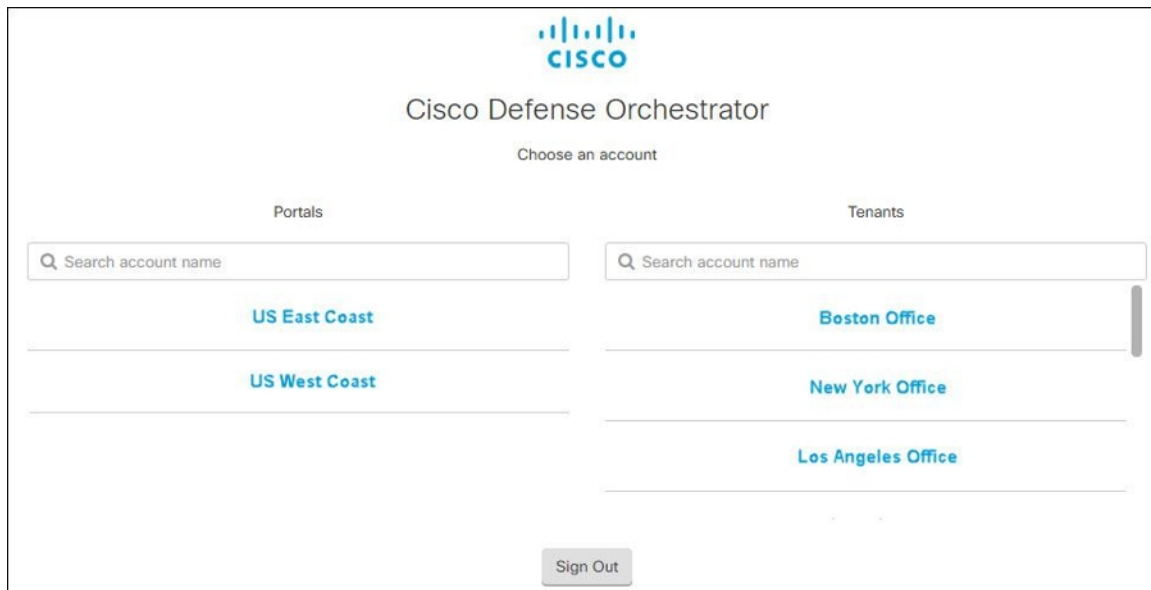 CISCO
Cisco Defense Orchestrator
Choose an account
Portals
Tenants
Search account name
Search account name
US East Coast
Boston Office
US West Coast
New York Office
Los Angeles Office
Sign Out